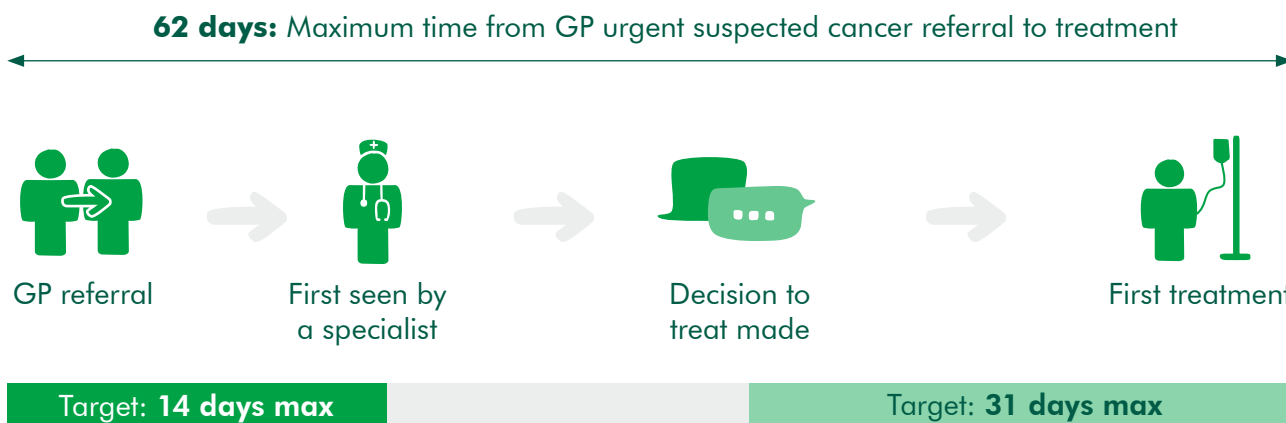 62 days: Maximum time from GP urgent suspected cancer referral to treatment
GP referral
First seen by
a specialist
Decision to
treat made
First treatment
Target: 14 days max
Target: 31 days max